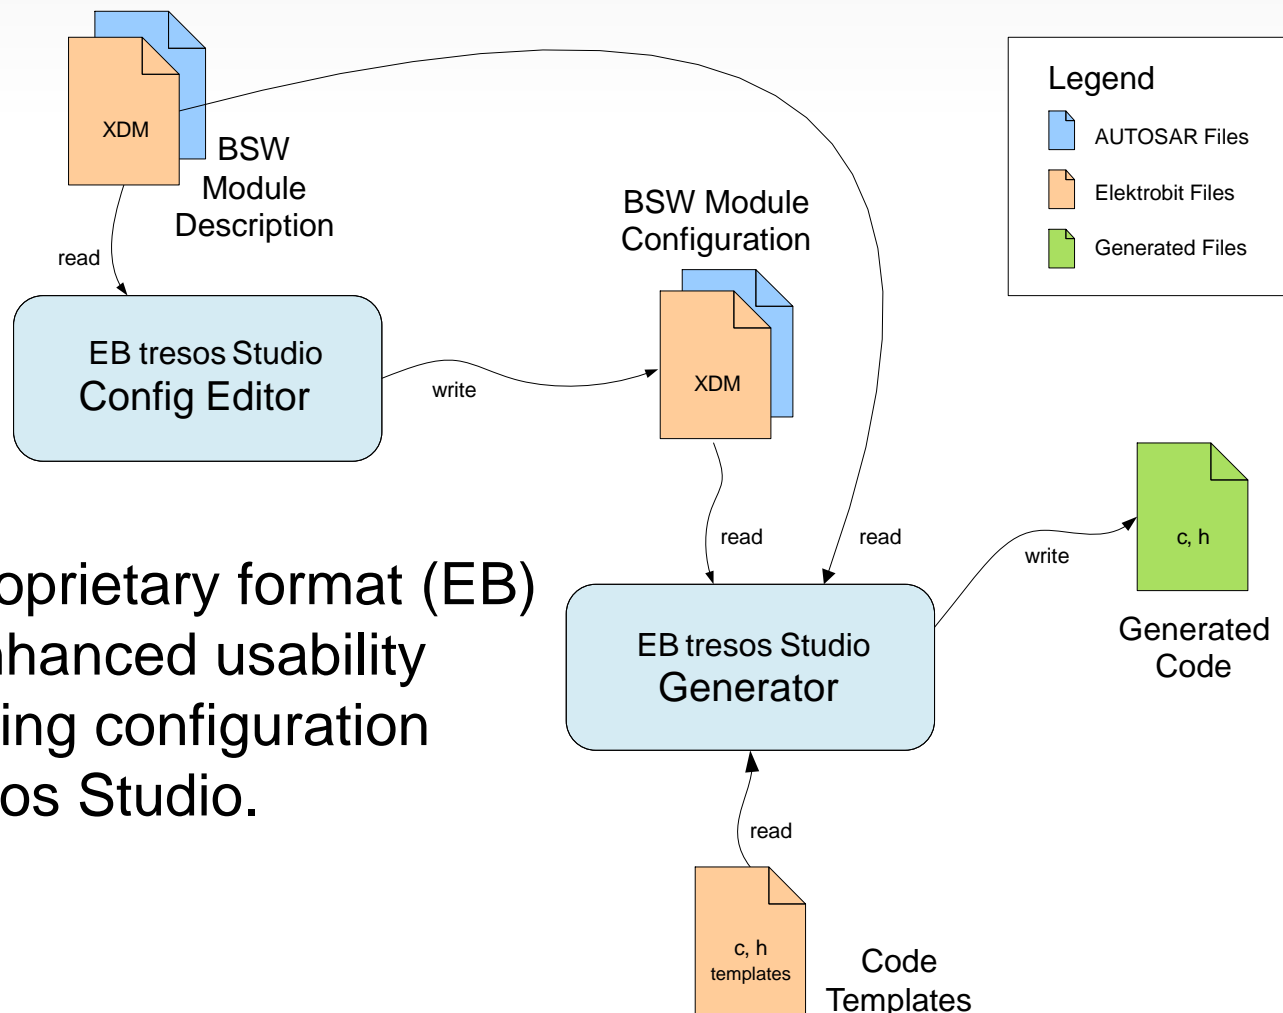 XDM
BSW
Module
Description
read
Legend
AUTOSAR Files
Elektrobit Files
Generated Files
BSW Module
Configuration
EB tresos Studio
Config Editor
write
XDM
read
read
write
c, h
Generated
Code
oprietary format (EB)
nhanced usability
ing configuration
os Studio.
EB tresos Studio
Generator
read
c, h
templates
Code
Templates